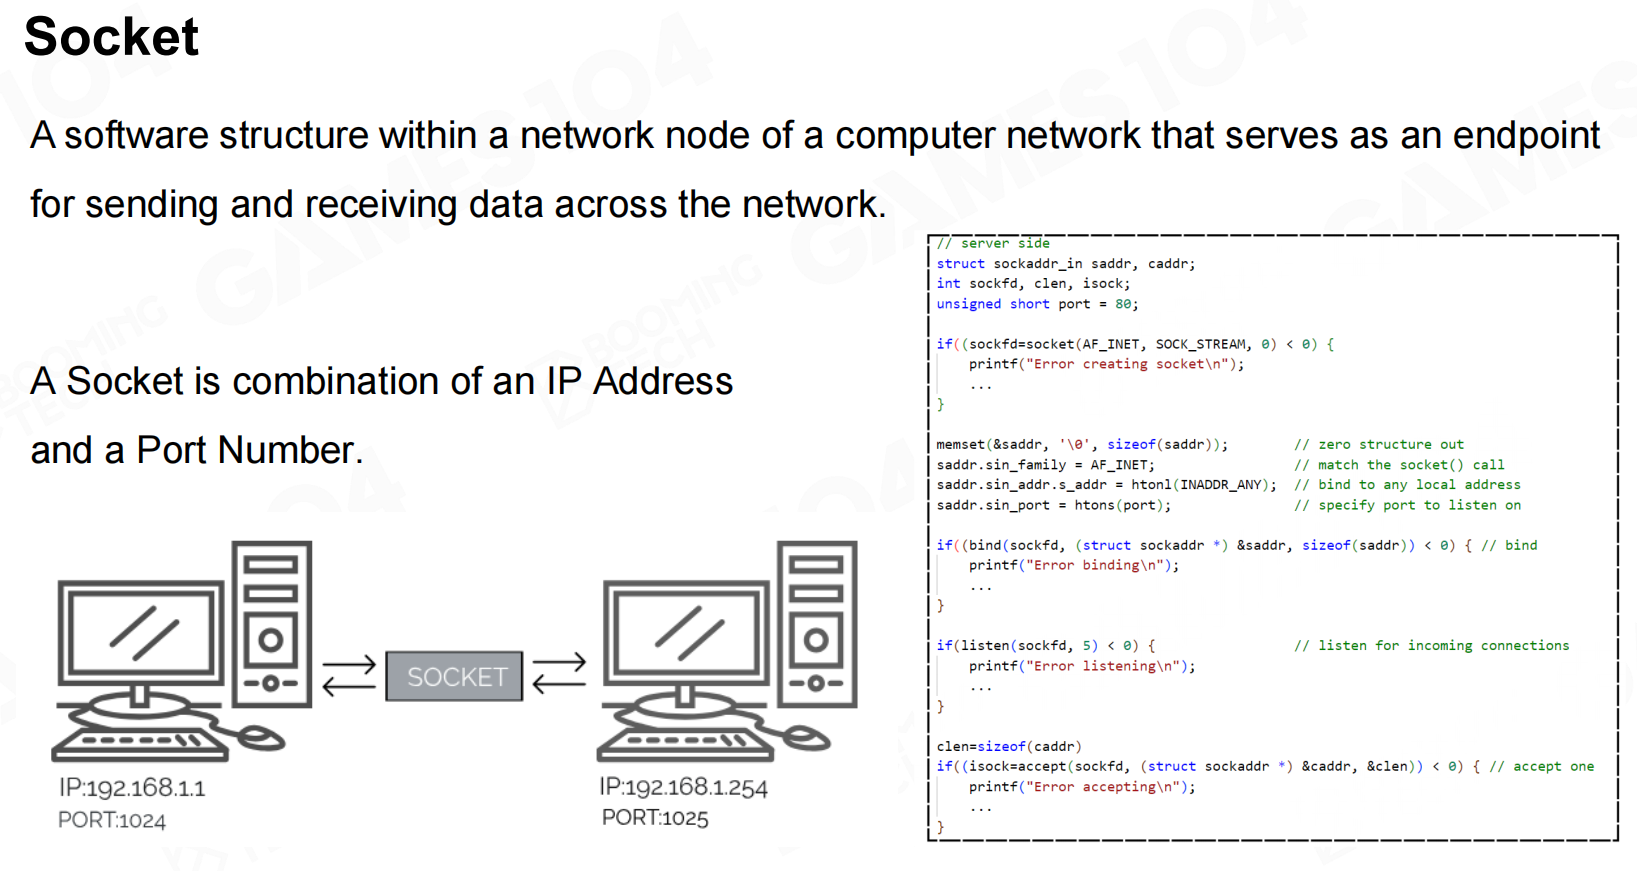 Socket
A software structure within a network node of a computer network that serves as an endpoint
for sending and receiving data across the network.
A Socket is combination of an IP Address
and a Port Number.
SOCKET
IP:192.168.1.1
PORT:1024
IP:192.168.1.254
PORT:1025
// server side
struct sockaddr_in saddr, caddr;
int sockfd, clen, isock;
unsigned short port = 80;
if((sockfd=socket(AF_INET, SOCK_STREAM, 0) < 0) {
printf("Error creating socket\n");
...
}
memset(&saddr, '\0', sizeof(saddr)); // zero structure out
saddr.sin_family = AF_INET; // match the socket() call
saddr.sin_addr.s_addr = htonl(INADDR_ANY); // bind to any local address
saddr.sin_port = htons(port); // specify port to listen on
if((bind(sockfd, (struct sockaddr *) &saddr, sizeof(saddr)) < 0) { // bind
printf("Error binding\n");
...
}
if(listen(sockfd, 5) < 0) { // listen for incoming connections
printf("Error listening\n");
...
}
clen=sizeof(caddr)
if((isock=accept(sockfd, (struct sockaddr *) &caddr, &clen)) < 0) { // accept one
printf("Error accepting\n");
...
}
GAMES104
GAMES104
GAMES
BOOMING
TECH
BOOMING
TECH